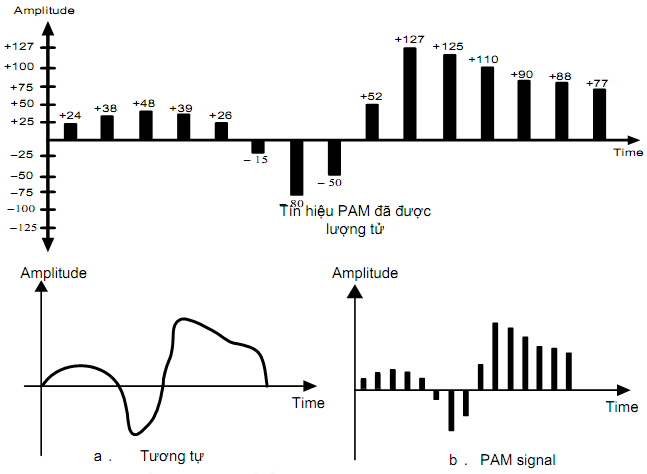 Amplitude
+127
+100
+75
+50
+25
−25
−50
−75
−100
−125
+24
+38
+48
+39
+26
− 15
− 80
− 50
+52
+127
+125
+110
+90
+88
+77
Time
Tín hiệu PAM đã được
lượng tử
Amplitude
Time
a . Tương tự
Amplitude
Time
b . PAM signal